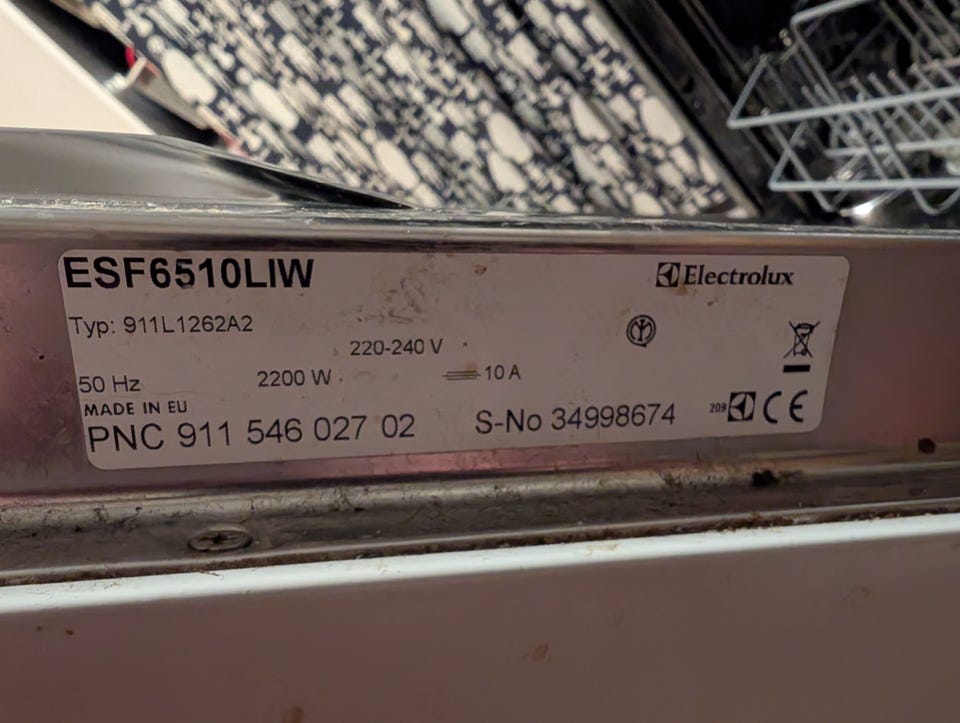 ESF6510LIW
Electrolux
Typ: 911L1262A2
220-240 V
50 Hz
2200 W
10 A
MADE IN EU
PNC 911 546 027 02
S-No 34998674
209
CE